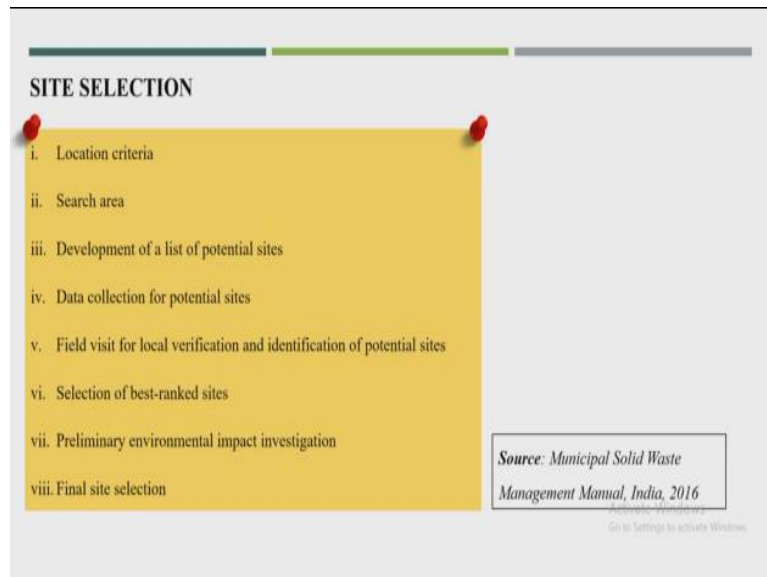 SITE SELECTION
i. Location criteria
ii. Search area
iii. Development of a list of potential sites
iv. Data collection for potential sites
v. Field visit for local verification and identification of potential sites
vi. Selection of best-ranked sites
vii. Preliminary environmental impact investigation
viii. Final site selection
Source: Municipal Solid Waste
Management Manual, India, 2016
Activate Windows
Go to Settings to activate Windows.